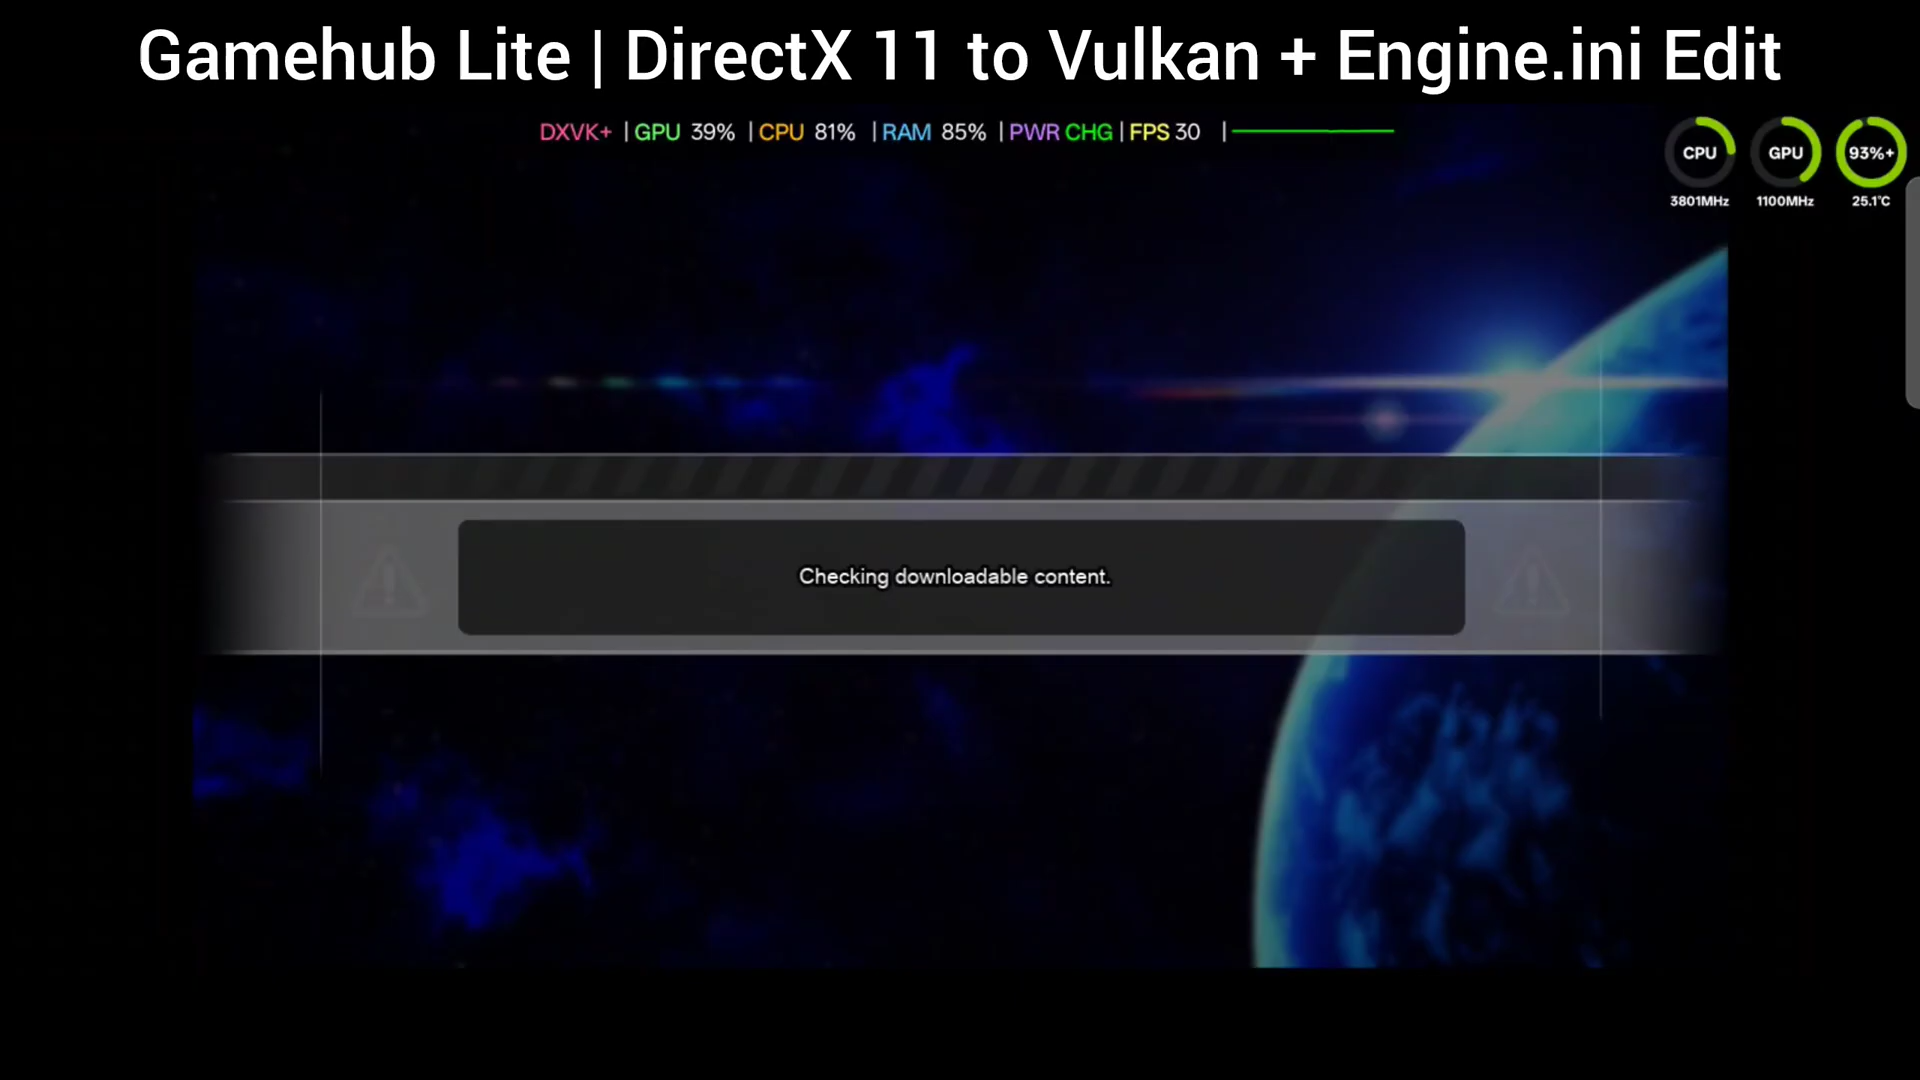 Gamehub Lite | DirectX 11 to Vulkan + Engine.ini Edit
DXVK+ | GPU 39% | CPU 81% | RAM 85% | PWR CHG | FPS 30 |
CPU GPU 93%+
3801MHz 1100MHz 25.1°C
Checking downloadable content.